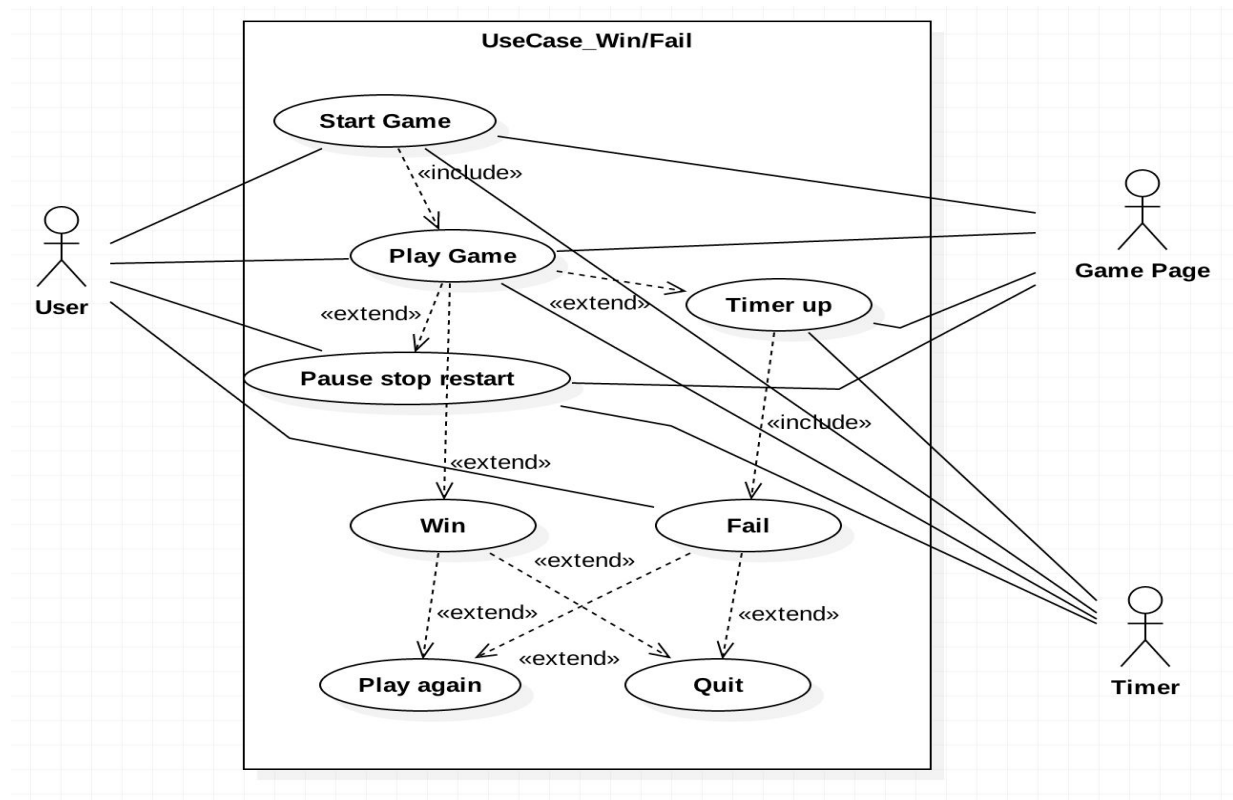 UseCase_Win/Fail
Start Game
«include»
Play Game
«extend»
Timer up
«extend»
Pause stop restart
«include»
«extend»
Win
Fail
«extend»
«extend»
«extend»
«extend»
Play again
Quit
User
Game Page
Timer